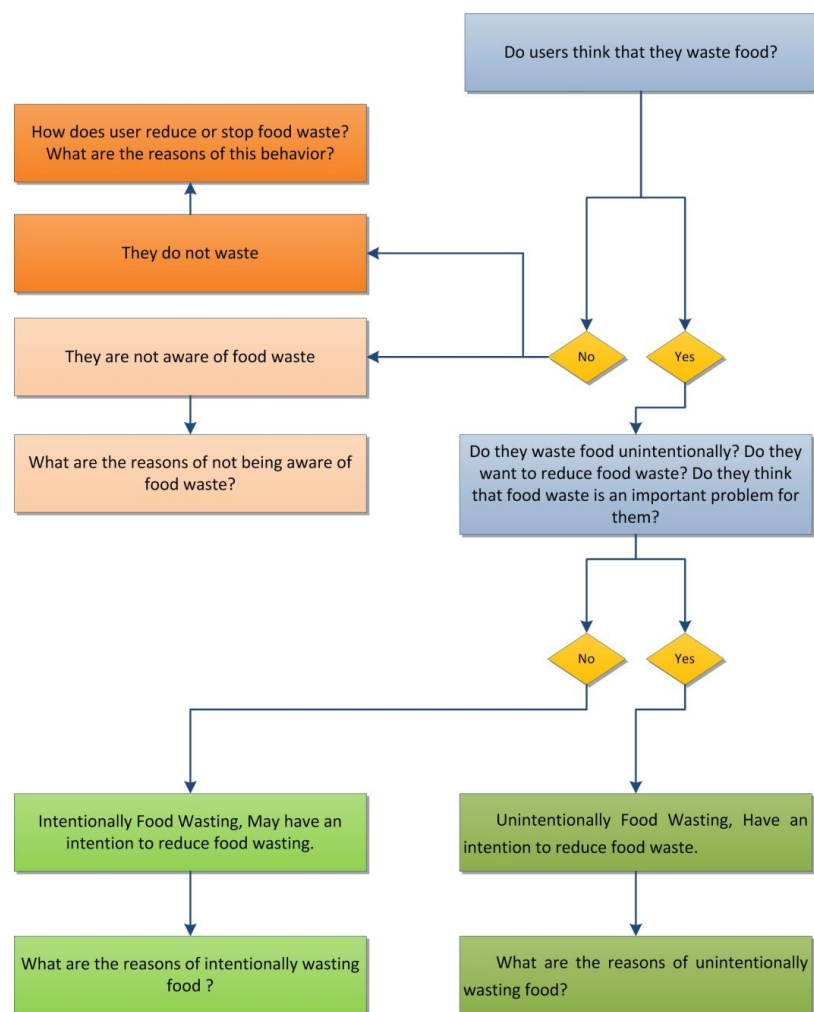 Do users think that they waste food?
How does user reduce or stop food waste?
What are the reasons of this behavior?
They do not waste
They are not aware of food waste
No
Yes
What are the reasons of not being aware of
food waste?
Do they waste food unintentionally? Do they
want to reduce food waste? Do they think
that food waste is an important problem for
them?
No
Yes
Intentionally Food Wasting, May have an
intention to reduce food wasting.
Unintentionally Food Wasting, Have an
intention to reduce food waste.
What are the reasons of intentionally wasting
food ?
What are the reasons of unintentionally
wasting food?